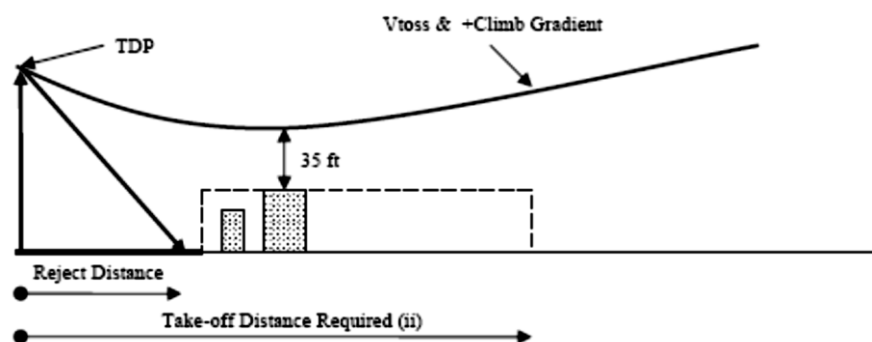 Vtoss & +Climb Gradient
TDP
35 ft
Reject Distance
Take-off Distance Required (ii)